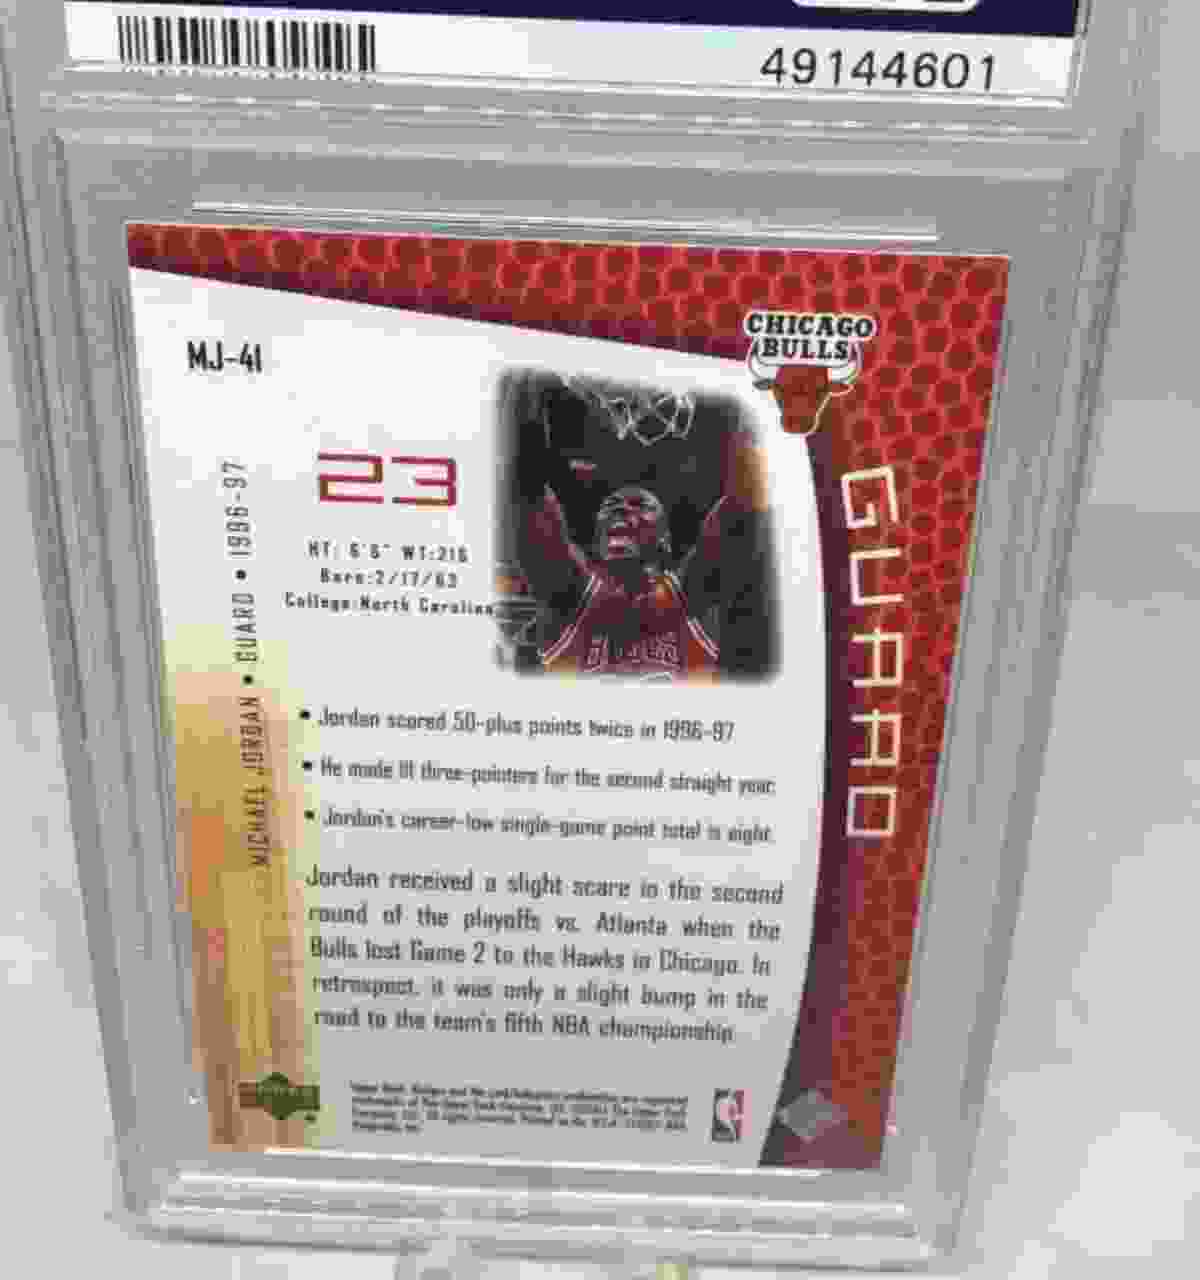 49144601
CHICAGO
BULLS
MJ-41
23
HT: 6'6" WT:216
Born:2/17/63
College:North Carolina
MICHAEL JORDAN • GUARD • 1996-97
GUARD
• Jordan scored 50-plus points twice in 1996-97
• He made 111 three-pointers for the second straight year.
• Jordan's career-low single-game point total is eight.
Jordan received a slight scare in the second
round of the playoffs vs. Atlanta when the
Bulls lost Game 2 to the Hawks in Chicago. In
retrospect, it was only a slight bump in the
road to the team's fifth NBA championship.